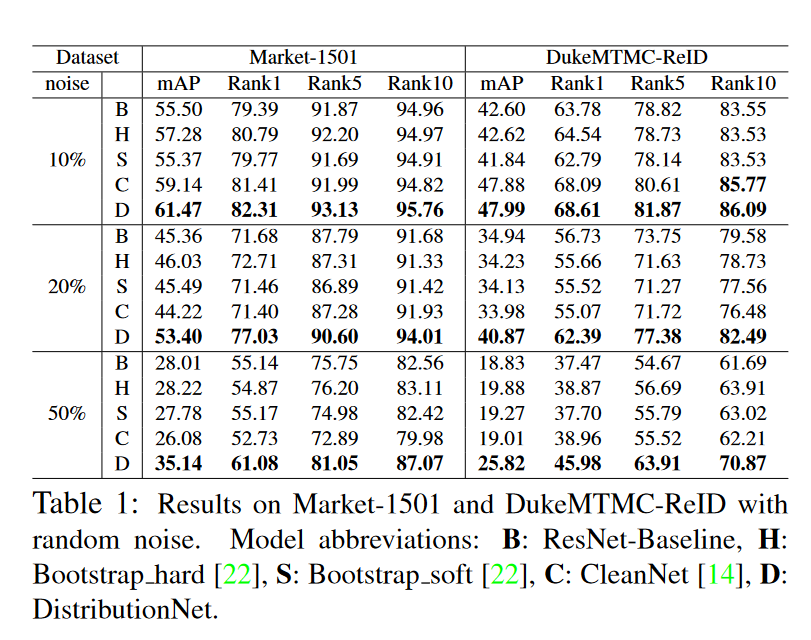 Dataset Market-1501 DukeMTMC-ReID
noise mAP Rank1 Rank5 Rank10 mAP Rank1 Rank5 Rank10
B 55.50 79.39 91.87 94.96 42.60 63.78 78.82 83.55
H 57.28 80.79 92.20 94.97 42.62 64.54 78.73 83.53
10% S 55.37 79.77 91.69 94.91 41.84 62.79 78.14 83.53
C 59.14 81.41 91.99 94.82 47.88 68.09 80.61 85.77
D 61.47 82.31 93.13 95.76 47.99 68.61 81.87 86.09
B 45.36 71.68 87.79 91.68 34.94 56.73 73.75 79.58
H 46.03 72.71 87.31 91.33 34.23 55.66 71.63 78.73
20% S 45.49 71.46 86.89 91.42 34.13 55.52 71.27 77.56
C 44.22 71.40 87.28 91.93 33.98 55.07 71.72 76.48
D 53.40 77.03 90.60 94.01 40.87 62.39 77.38 82.49
B 28.01 55.14 75.75 82.56 18.83 37.47 54.67 61.69
H 28.22 54.87 76.20 83.11 19.88 38.87 56.69 63.91
50% S 27.78 55.17 74.98 82.42 19.27 37.70 55.79 63.02
C 26.08 52.73 72.89 79.98 19.01 38.96 55.52 62.21
D 35.14 61.08 81.05 87.07 25.82 45.98 63.91 70.87
Table 1: Results on Market-1501 and DukeMTMC-ReID with
random noise. Model abbreviations: B: ResNet-Baseline, H:
Bootstrap_hard [22], S: Bootstrap_soft [22], C: CleanNet [14], D:
DistributionNet.